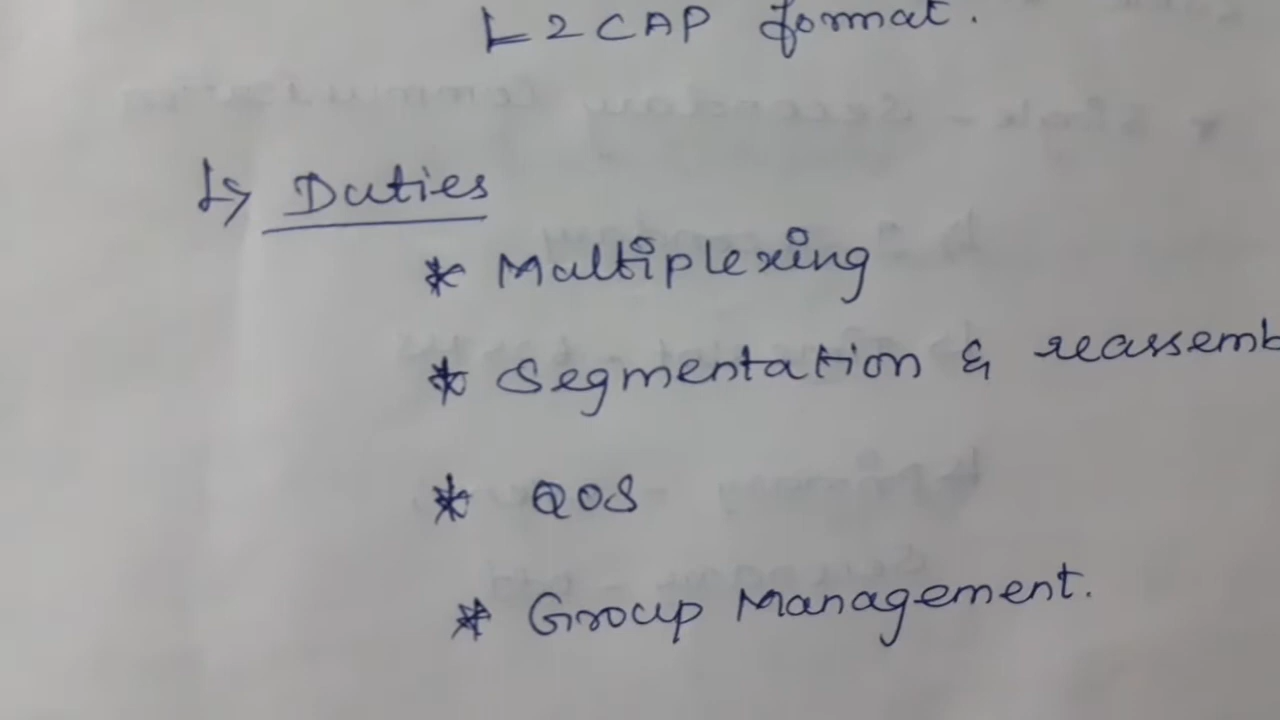 L2CAP format.
↳ Duties
* Multiplexing
* Segmentation & reassemb
* QOS
* Group Management.